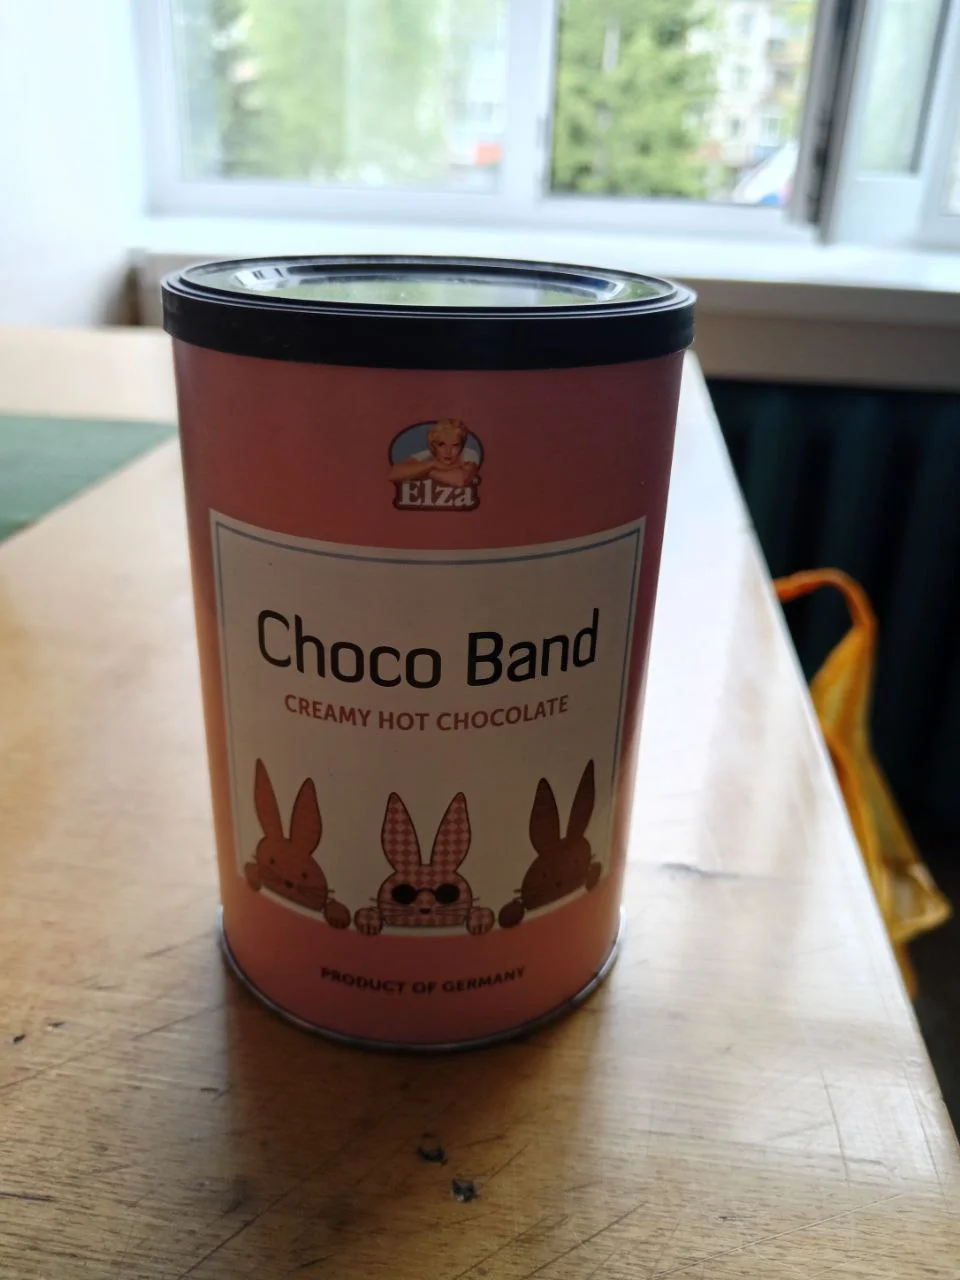 Elza
Choco Band
CREAMY HOT CHOCOLATE
PRODUCT OF GERMANY